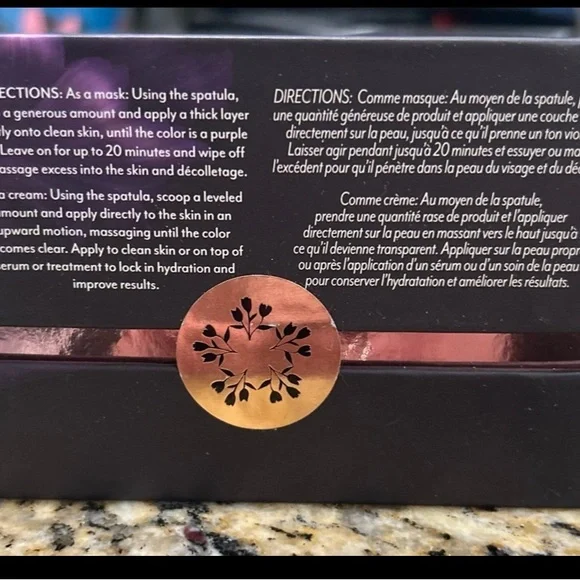 ECTIONS: As a mask: Using the spatula,
a generous amount and apply a thick layer
ly onto clean skin, until the color is a purple
Leave on for up to 20 minutes and wipe off
assage excess into the skin and décolletage.
a cream: Using the spatula, scoop a leveled
mount and apply directly to the skin in an
upward motion, massaging until the color
comes clear. Apply to clean skin or on top of
erum or treatment to lock in hydration and
improve results.
DIRECTIONS: Comme masque: Au moyen de la spatule,
une quantité généreuse de produit et appliquer une couche
directement sur la peau, jusqu'à ce qu'il prenne un ton vio
Laisser agir pendant jusqu'à 20 minutes et essuyer ou ma
l'excédent pour qu'il pénètre dans la peau du visage et du déc
Comme crème: Au moyen de la spatule,
prendre une quantité rase de produit et l'appliquer
directement sur la peau en massant vers le haut jusqu'à
ce qu'il devienne transparent. Appliquer sur la peau propr
ou après l'application d'un sérum ou d'un soin de la peau
pour conserver l'hydratation et améliorer les résultats.